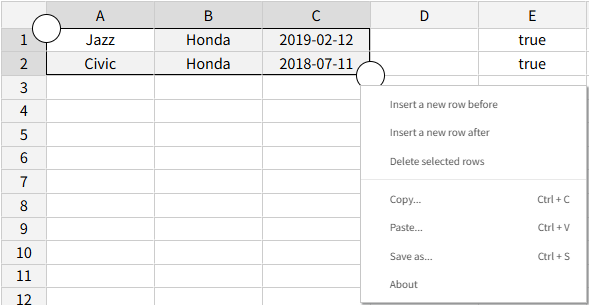 A B C D E
1 Jazz Honda 2019-02-12 true
2 Civic Honda 2018-07-11 true
3
4 Insert a new row before
5 Insert a new row after
6 Delete selected rows
7
8 Copy... Ctrl + C
9 Paste... Ctrl + V
10 Save as... Ctrl + S
11 About
12